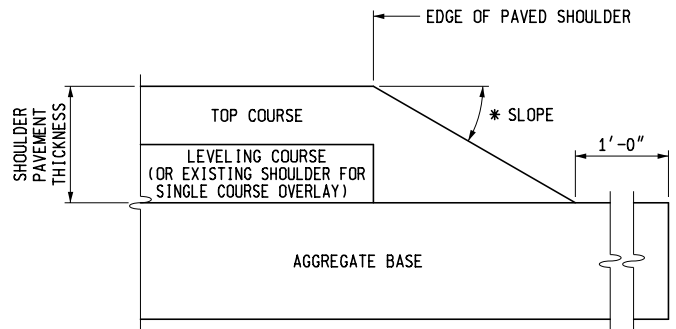 EDGE OF PAVED SHOULDER
SHOULDER
PAVEMENT
THICKNESS
TOP COURSE
* SLOPE
1'-0"
LEVELING COURSE
(OR EXISTING SHOULDER FOR
SINGLE COURSE OVERLAY)
AGGREGATE BASE